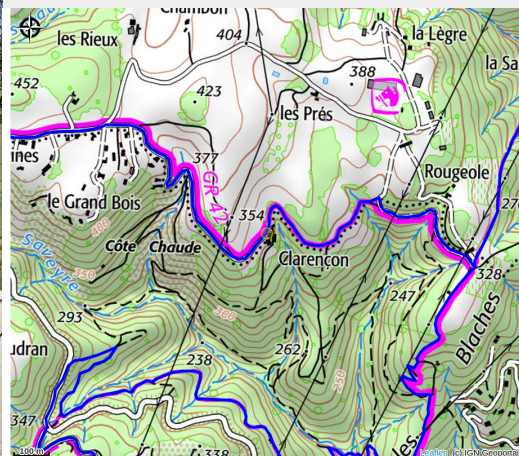 Chambon
les Rieux
404
la Lègre
452
423
388
la Sa
les Prés
ines
377
GR 42
Rougeole
le Grand Bois
354
400
Côte Chaude
Clarençon
Saveyre
350
328
293
300
247
Blaches
udran
238
262
250
347
les
338
100 m
Leaflet | (c) IGN Geoportail